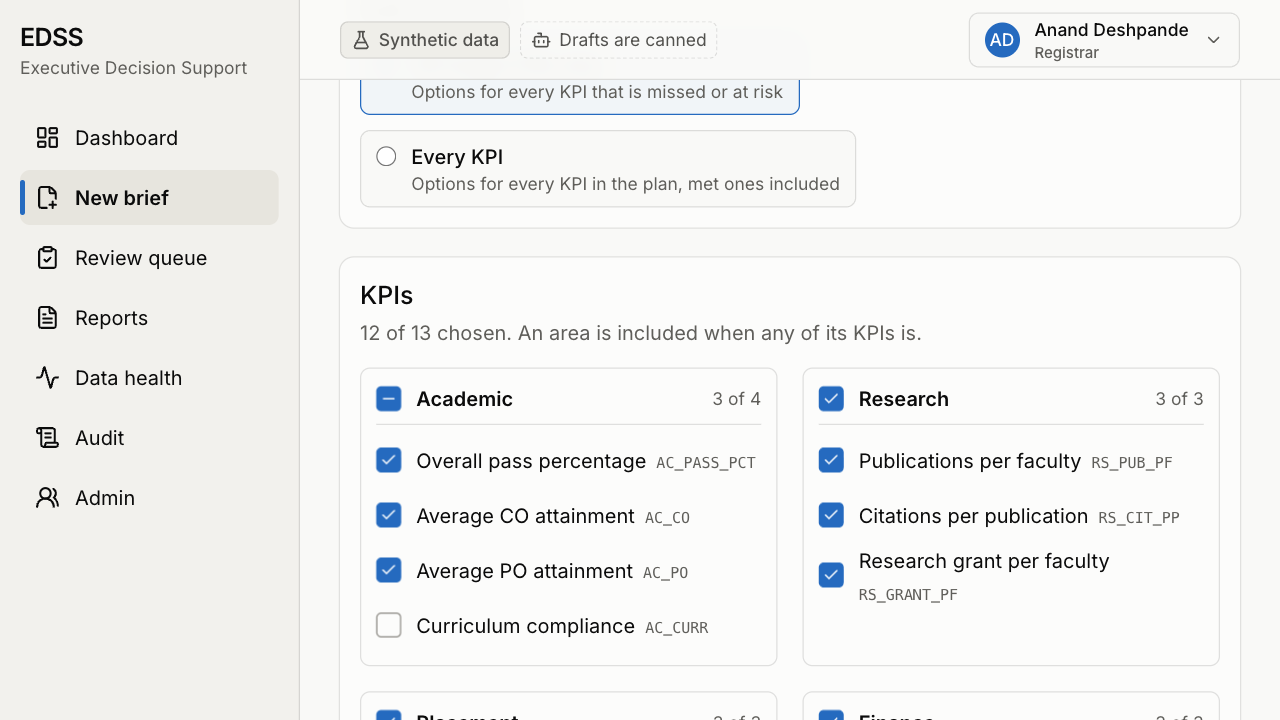 EDSS
Executive Decision Support
Dashboard
New brief
Review queue
Reports
Data health
Audit
Admin
Synthetic data
Drafts are canned
AD
Anand Deshpande
Registrar
Options for every KPI that is missed or at risk
Every KPI
Options for every KPI in the plan, met ones included
KPIs
12 of 13 chosen. An area is included when any of its KPIs is.
Academic 3 of 4
Overall pass percentage AC_PASS_PCT
Average CO attainment AC_CO
Average PO attainment AC_PO
Curriculum compliance AC_CURR
Research 3 of 3
Publications per faculty RS_PUB_PF
Citations per publication RS_CIT_PP
Research grant per faculty
RS_GRANT_PF
Placement
Finance